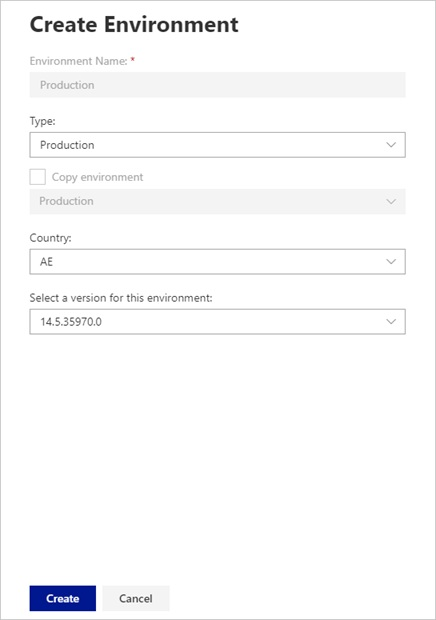 Create Environment
Environment Name: *
Production
Type:
Production
Copy environment
Production
Country:
AE
Select a version for this environment:
14.5.35970.0
Create Cancel